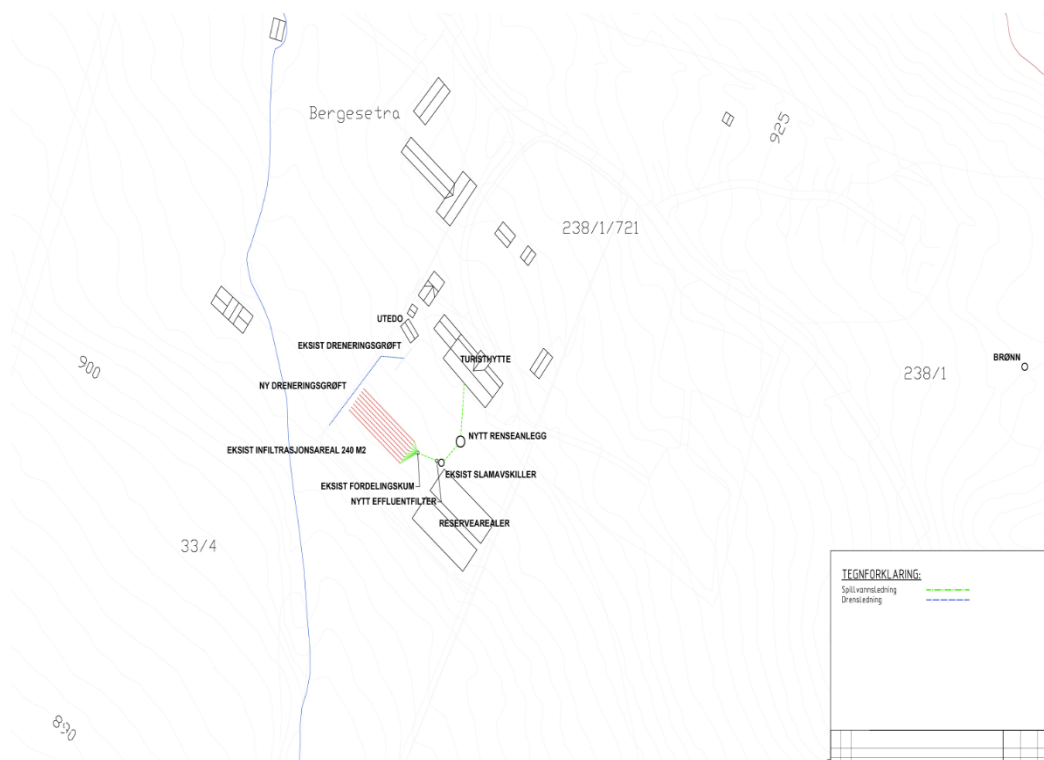 Bergesetra
925
238/1/721
UTEDO
EKSIST DRENERINGSGRØFT
TURISTHYTTE
BRØNN
900
238/1
NY DRENERINGSGRØFT
NYTT RENSEANLEGG
EKSIST INFILTRASJONSAREAL 240 M2
EKSIST SLAMAVSKILLER
EKSIST FORDELINGSKUM
NYTT EFFLUENTFILTER
RESERVEAREALER
33/4
TEGNFORKLARING:
Spillvannsledning
Drensledning
890